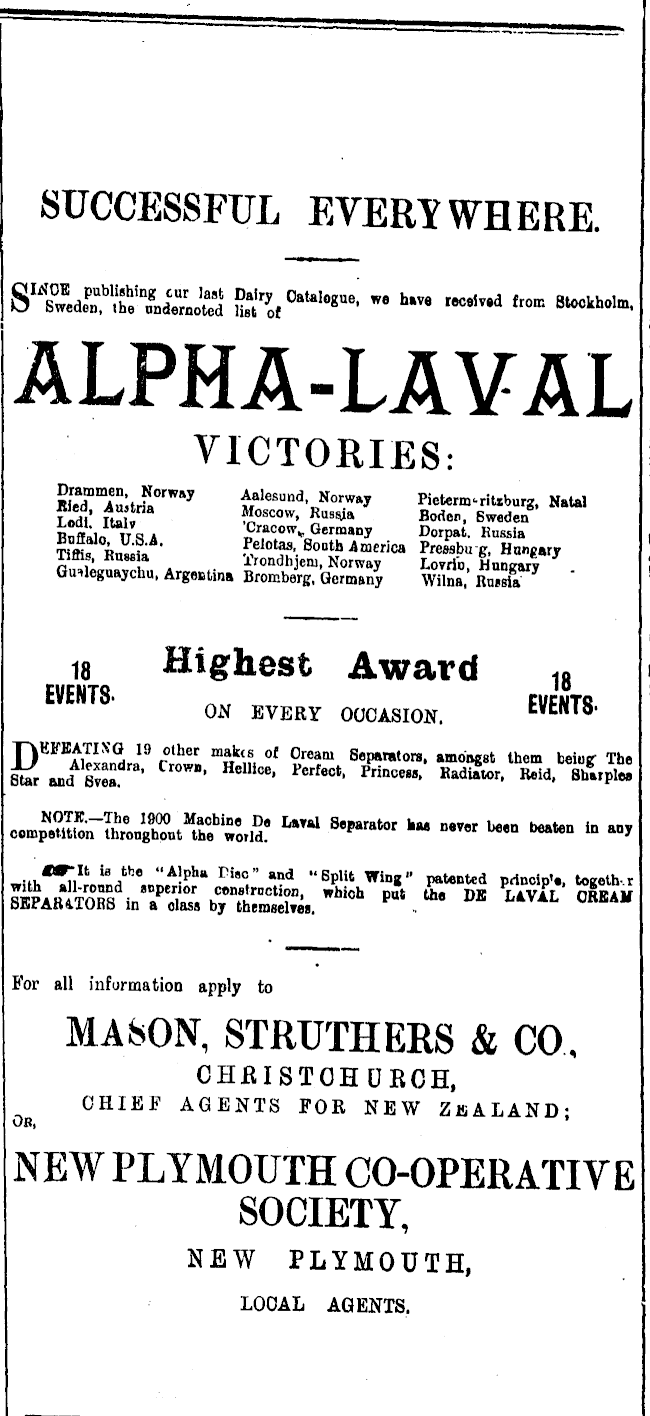 SUCCESSFUL EVERYWHERE.
SINCE publishing our last Dairy Catalogue, we have received from Stockholm,
Sweden, the undernoted list of
ALPHA-LAVAL
VICTORIES:
Drammen, Norway
Ried, Austria
Lodi, Italy
Buffalo, U.S.A.
Tiflis, Russia
Gualeguaychu, Argentina
Aalesund, Norway
Moscow, Russia
Cracow, Germany
Pelotas, South America
Trondhjem, Norway
Bromberg, Germany
Pietermaritzburg, Natal
Boden, Sweden
Dorpat, Russia
Pressburg, Hungary
Lovrin, Hungary
Wilna, Russia
18
EVENTS.
Highest Award
ON EVERY OCCASION.
18
EVENTS.
DEFEATING 19 other makes of Cream Separators, amongst them being The
Alexandra, Crown, Hellice, Perfect, Princess, Radiator, Reid, Sharples
Star and Svea.
NOTE.—The 1900 Machine De Laval Separator has never been beaten in any
competition throughout the world.
☛ It is the "Alpha Disc" and "Split Wing" patented principle, together
with all-round superior construction, which put the DE LAVAL CREAM
SEPARATORS in a class by themselves.
For all information apply to
MASON, STRUTHERS & CO.,
CHRISTCHURCH,
CHIEF AGENTS FOR NEW ZEALAND;
OR,
NEW PLYMOUTH CO-OPERATIVE
SOCIETY,
NEW PLYMOUTH,
LOCAL AGENTS.